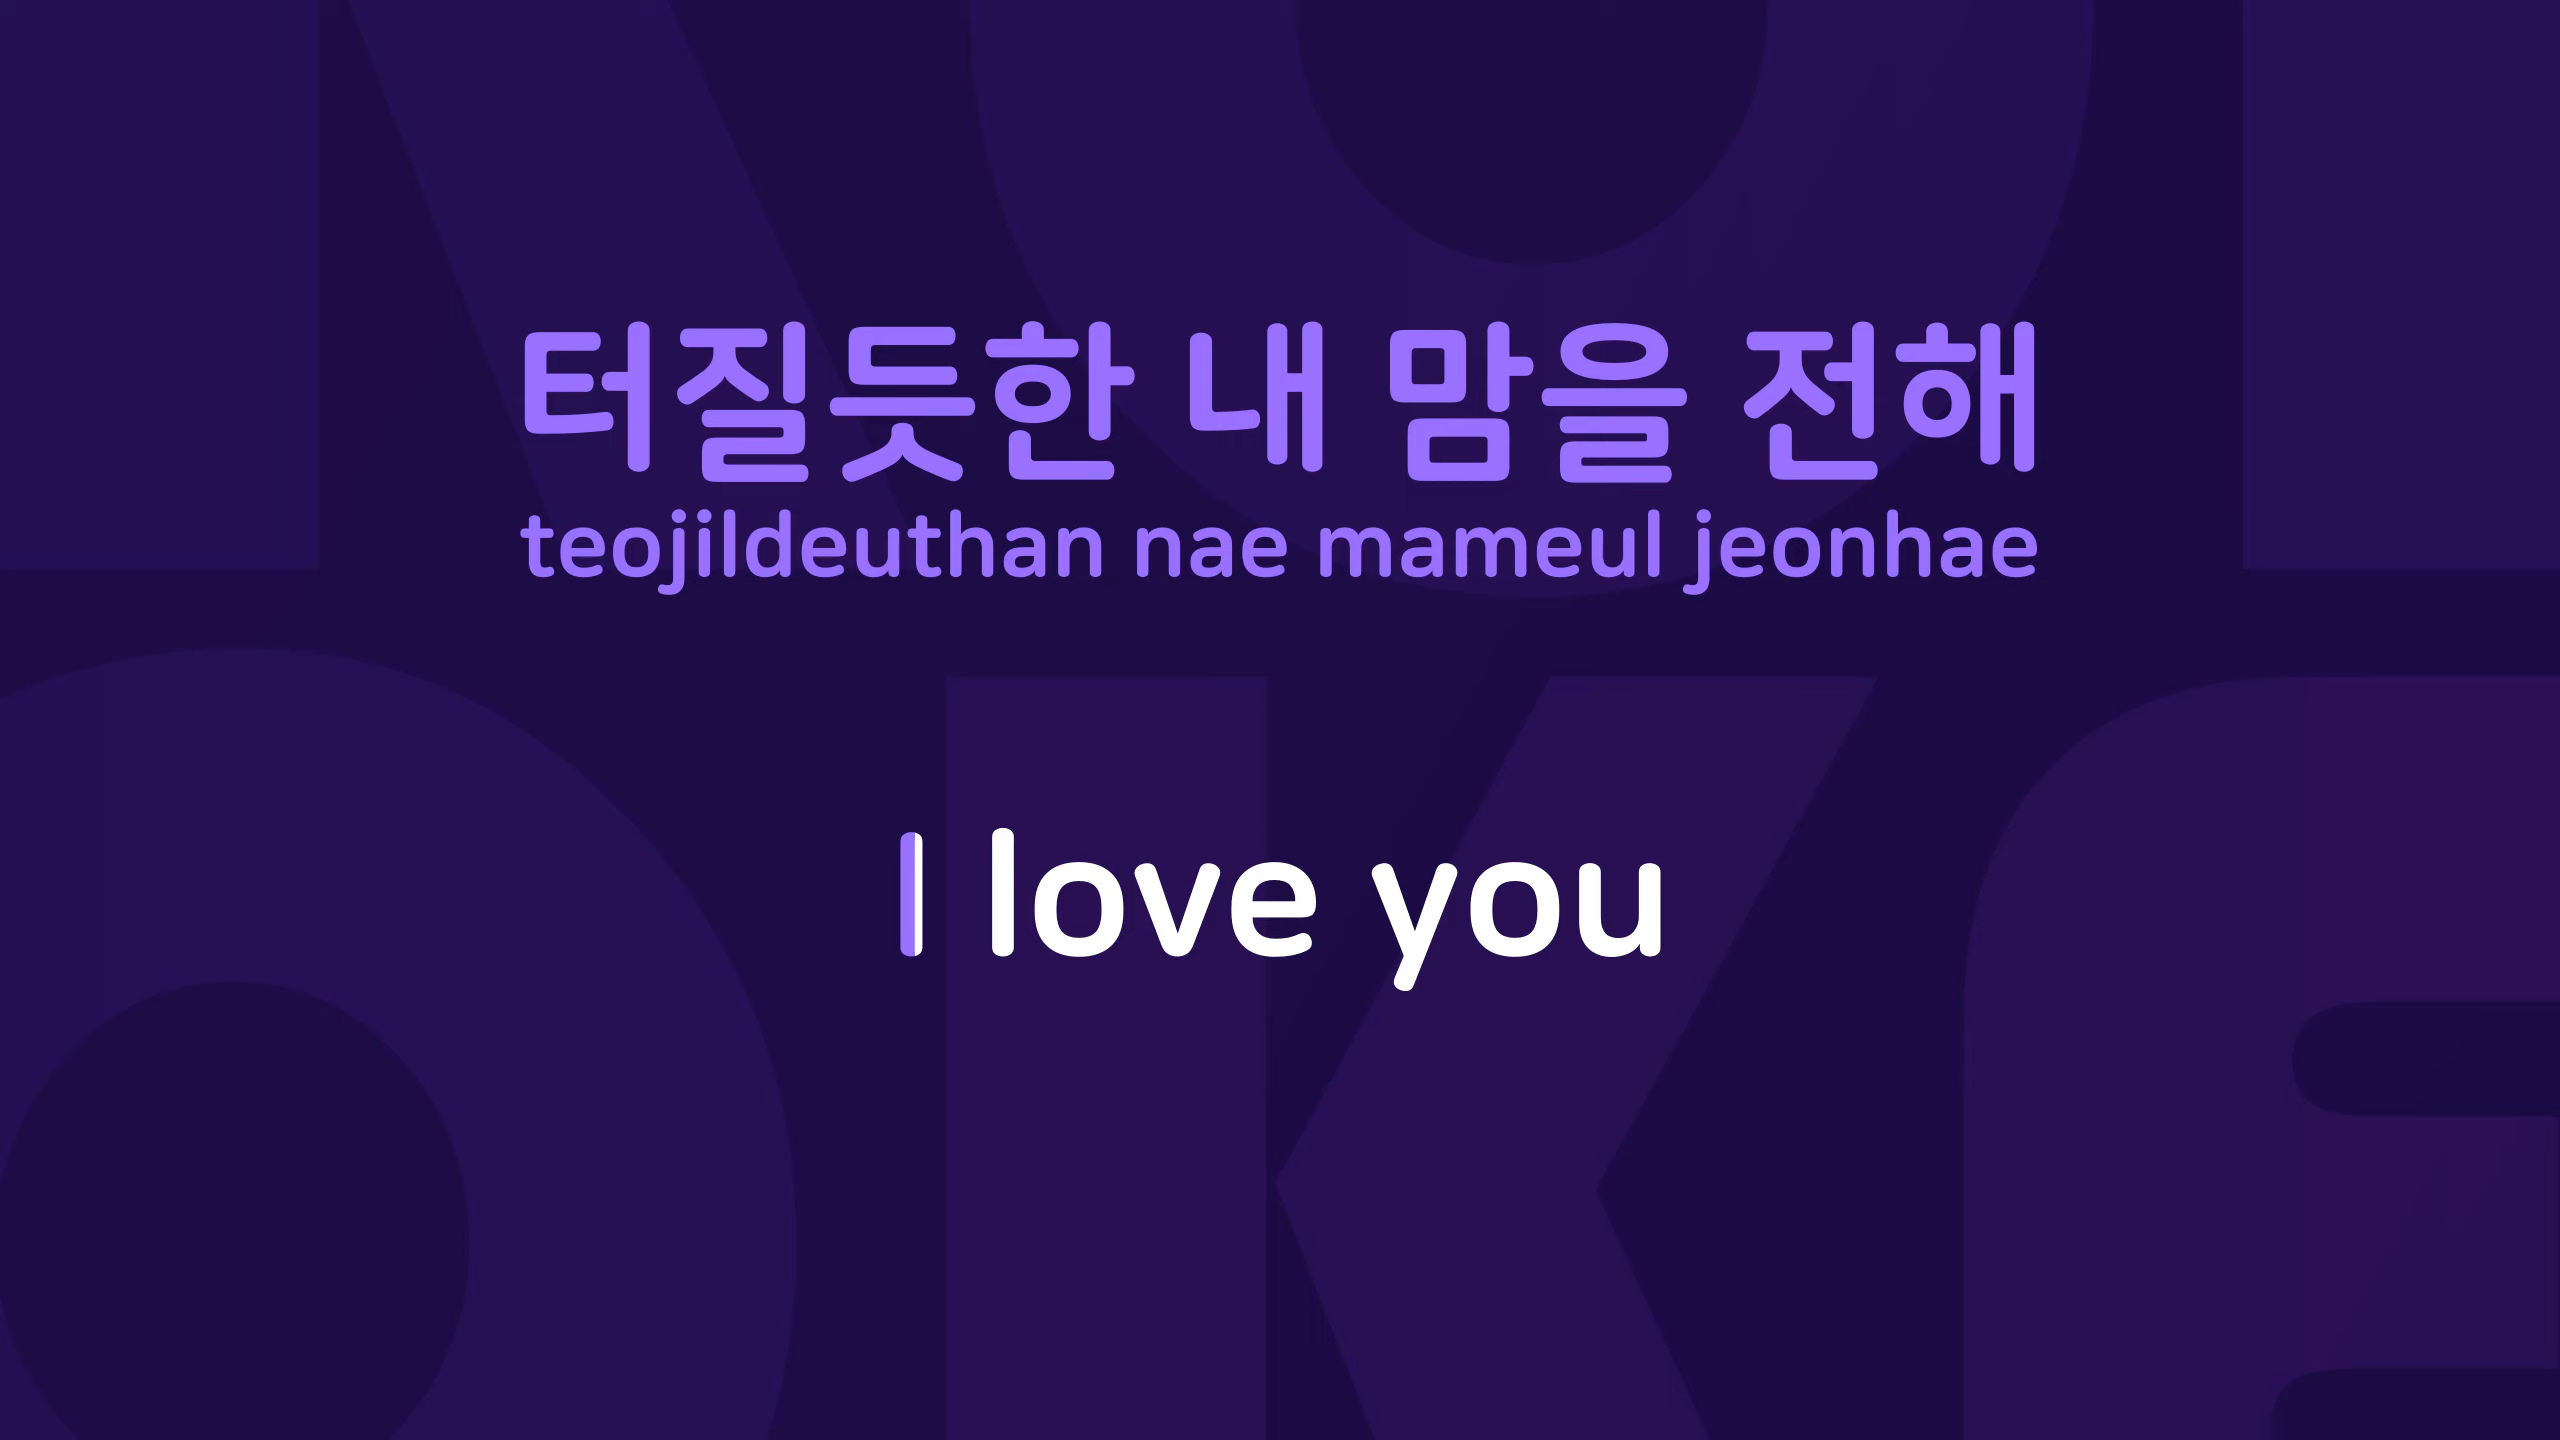 터질듯한 내 맘을 전해
teojildeuthan nae mameul jeonhae
I love you